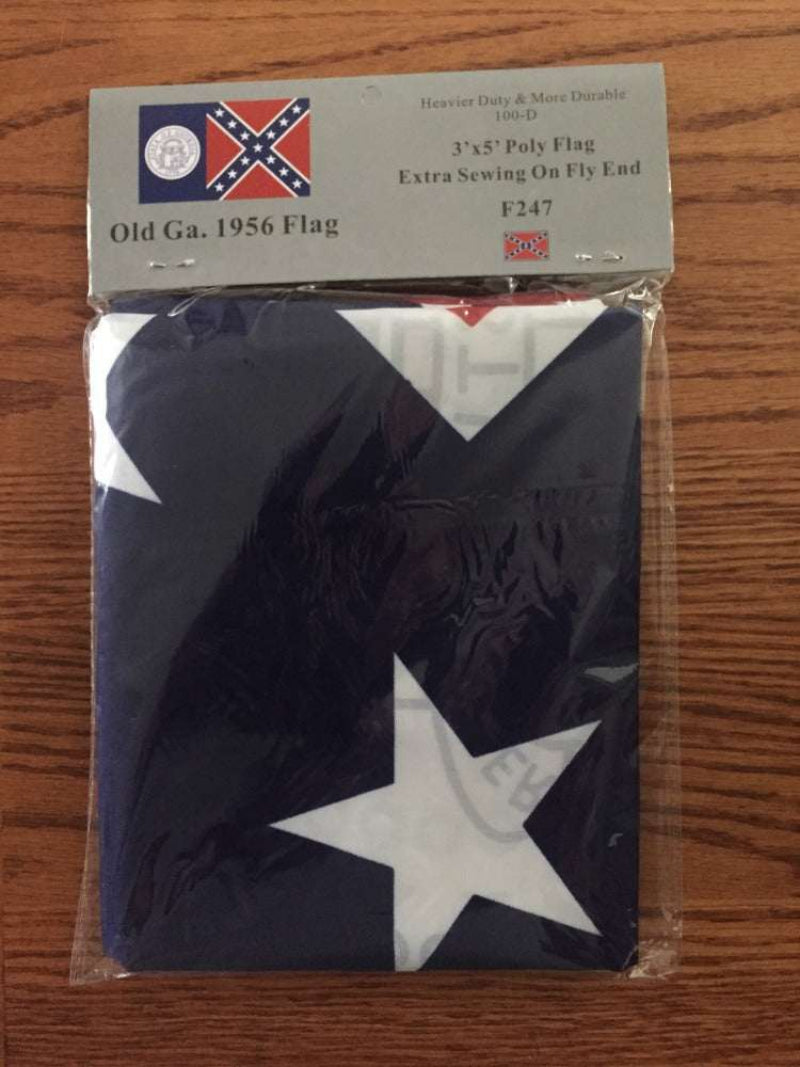 Heavier Duty & More Durable
100-D
3'x5' Poly Flag
Extra Sewing On Fly End
F247
Old Ga. 1956 Flag
ER